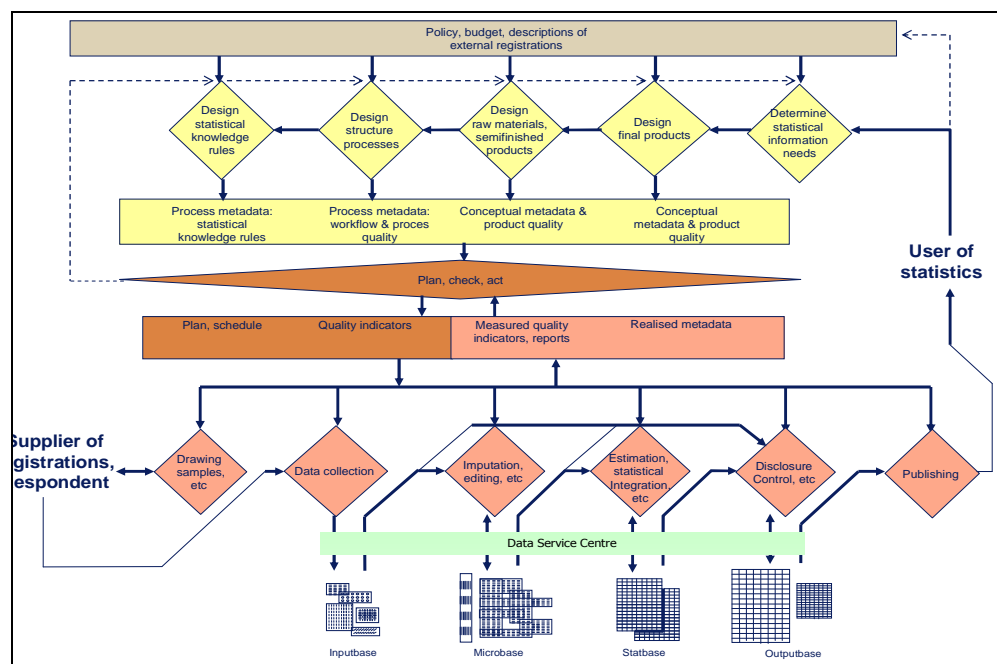 Policy, budget, descriptions of
external registrations
Design
statistical
knowledge
rules
Design
structure
processes
Design
raw materials,
semifinished
products
Design
final products
Determine
statistical
information
needs
Process metadata:
statistical
knowledge rules
Process metadata:
workflow & proces
quality
Conceptual metadata &
product quality
Conceptual
metadata & product
quality
Plan, check, act
User of
statistics
Plan, schedule
Quality indicators
Measured quality
indicators, reports
Realised metadata
Supplier of
egistrations,
espondent
Drawing
samples,
etc
Data collection
Imputation,
editing, etc
Estimation,
statistical
Integration,
etc
Disclosure
Control, etc
Publishing
Data Service Centre
Inputbase
Microbase
Statbase
Outputbase